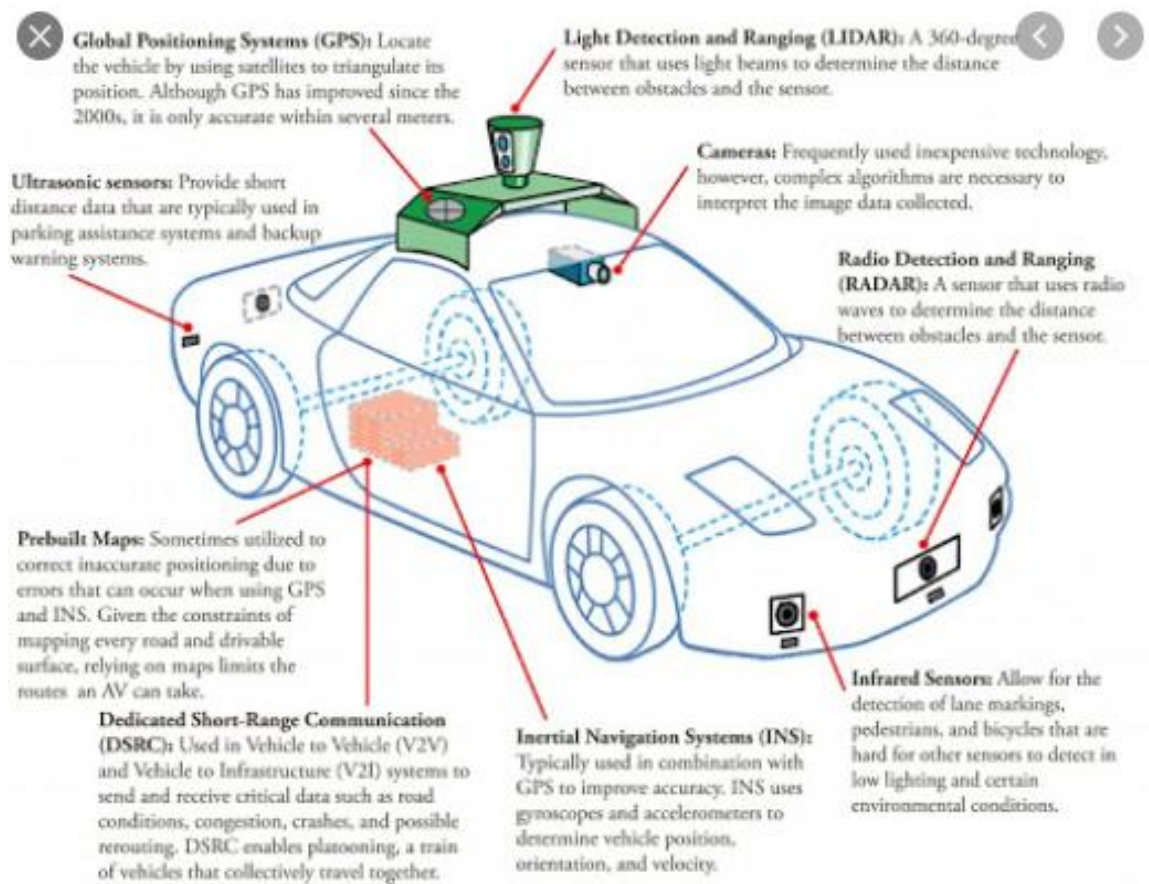 Global Positioning Systems (GPS): Locate
the vehicle by using satellites to triangulate its
position. Although GPS has improved since the
2000s, it is only accurate within several meters.
Light Detection and Ranging (LIDAR): A 360-degree
sensor that uses light beams to determine the distance
between obstacles and the sensor.
Cameras: Frequently used inexpensive technology,
however, complex algorithms are necessary to
interpret the image data collected.
Ultrasonic sensors: Provide short
distance data that are typically used in
parking assistance systems and backup
warning systems.
Radio Detection and Ranging
(RADAR): A sensor that uses radio
waves to determine the distance
between obstacles and the sensor.
Prebuilt Maps: Sometimes utilized to
correct inaccurate positioning due to
errors that can occur when using GPS
and INS. Given the constraints of
mapping every road and drivable
surface, relying on maps limits the
routes an AV can take.
Dedicated Short-Range Communication
(DSRC): Used in Vehicle to Vehicle (V2V)
and Vehicle to Infrastructure (V2I) systems to
send and receive critical data such as road
conditions, congestion, crashes, and possible
rerouting. DSRC enables platooning, a train
of vehicles that collectively travel together.
Inertial Navigation Systems (INS):
Typically used in combination with
GPS to improve accuracy. INS uses
gyroscopes and accelerometers to
determine vehicle position,
orientation, and velocity.
Infrared Sensors: Allow for the
detection of lane markings,
pedestrians, and bicycles that are
hard for other sensors to detect in
low lighting and certain
environmental conditions.